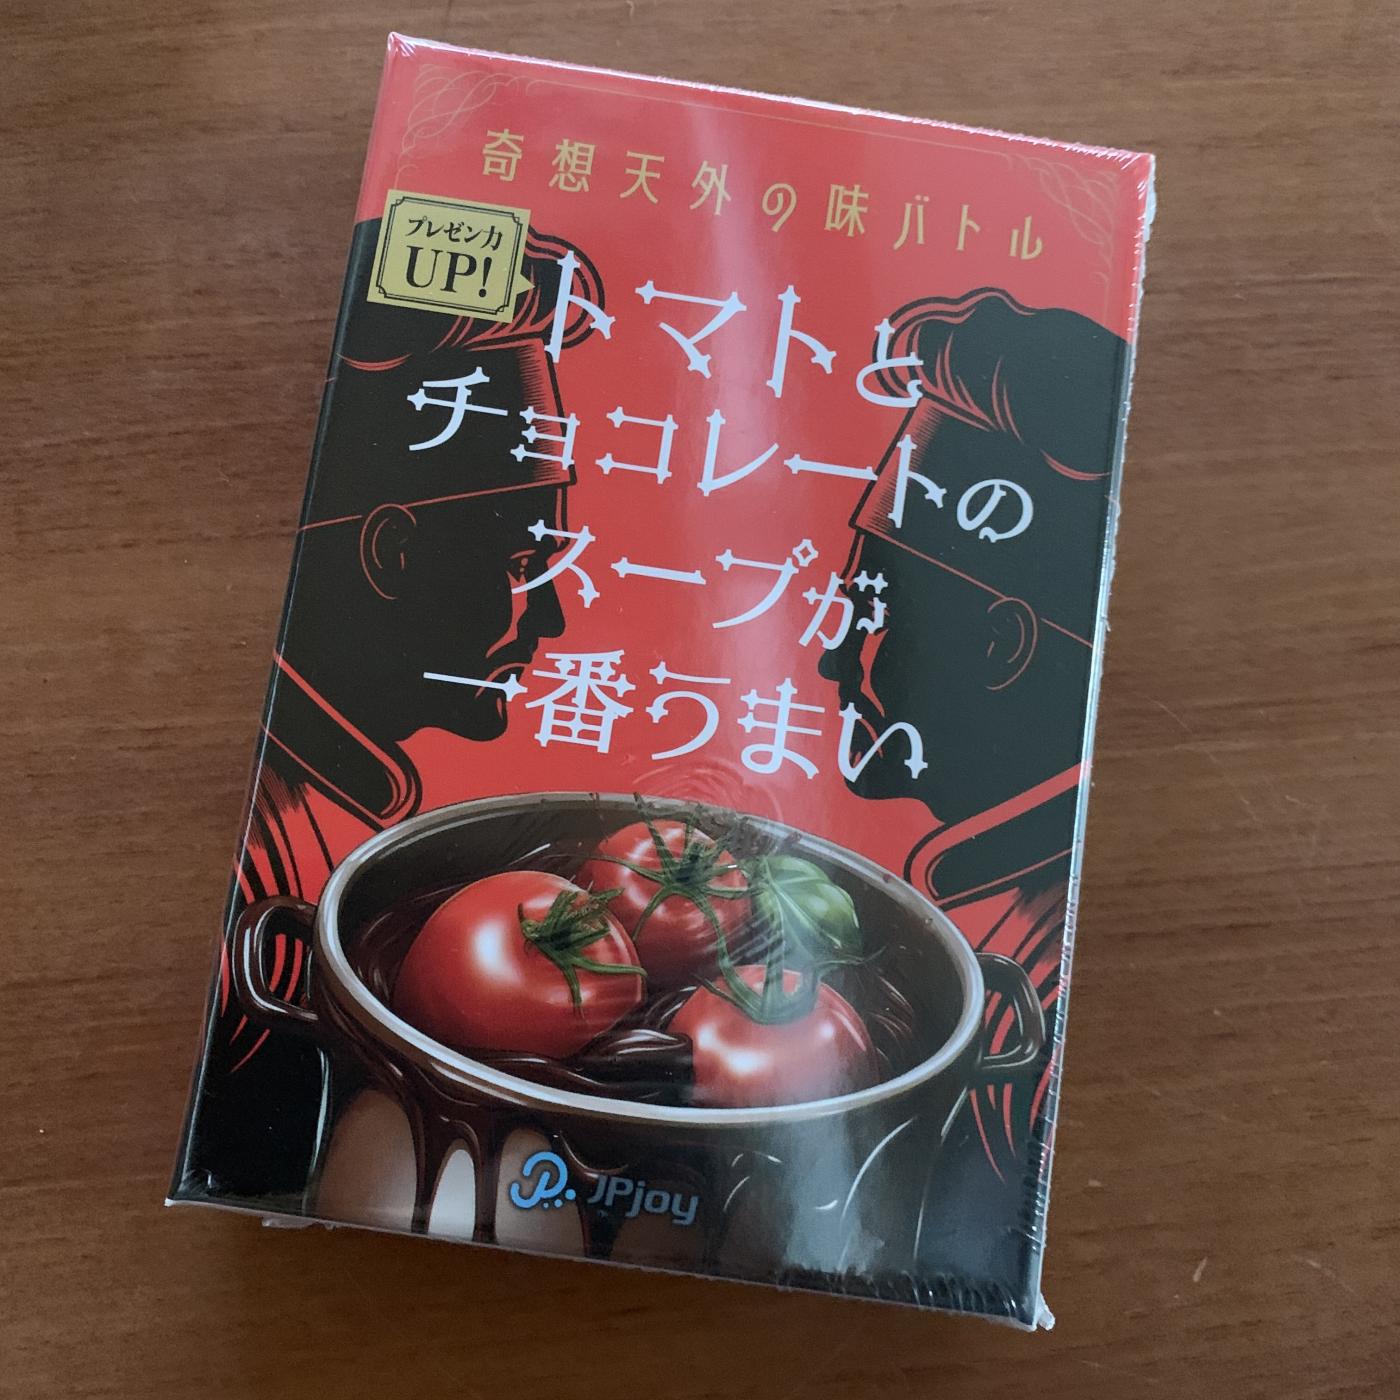 奇想天外の味バトル
プレゼン力
UP!
トマトと
チョコレートの
スープが
一番うまい
JPjoy